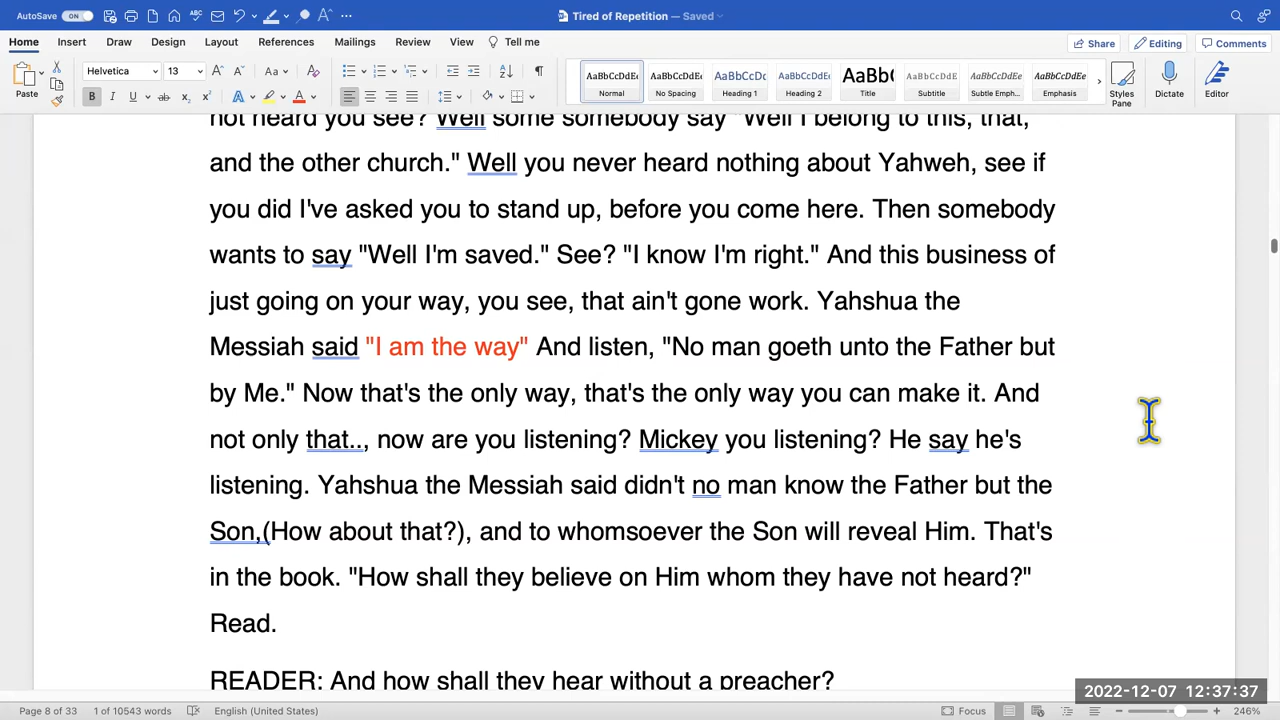 AutoSave ON Tired of Repetition — Saved
Home Insert Draw Design Layout References Mailings Review View Tell me Share Editing Comments
Paste Helvetica 13 Aa
B I U ab x2 x2 A A
AaBbCcDdEe Normal AaBbCcDdEe No Spacing AaBbCcDc Heading 1 AaBbCcDdEe Heading 2 AaBbC Title AaBbCcDdE Subtitle AaBbCcDdEe Subtle Emph... AaBbCcDdEe Emphasis Styles Pane Dictate Editor
not heard you see? Well some somebody say "Well I belong to this, that,
and the other church." Well you never heard nothing about Yahweh, see if
you did I've asked you to stand up, before you come here. Then somebody
wants to say "Well I'm saved." See? "I know I'm right." And this business of
just going on your way, you see, that ain't gone work. Yahshua the
Messiah said "I am the way" And listen, "No man goeth unto the Father but
by Me." Now that's the only way, that's the only way you can make it. And
not only that.., now are you listening? Mickey you listening? He say he's
listening. Yahshua the Messiah said didn't no man know the Father but the
Son,(How about that?), and to whomsoever the Son will reveal Him. That's
in the book. "How shall they believe on Him whom they have not heard?"
Read.
READER: And how shall they hear without a preacher?
2022-12-07 12:37:37
Page 8 of 33 1 of 10543 words English (United States) Focus 246%